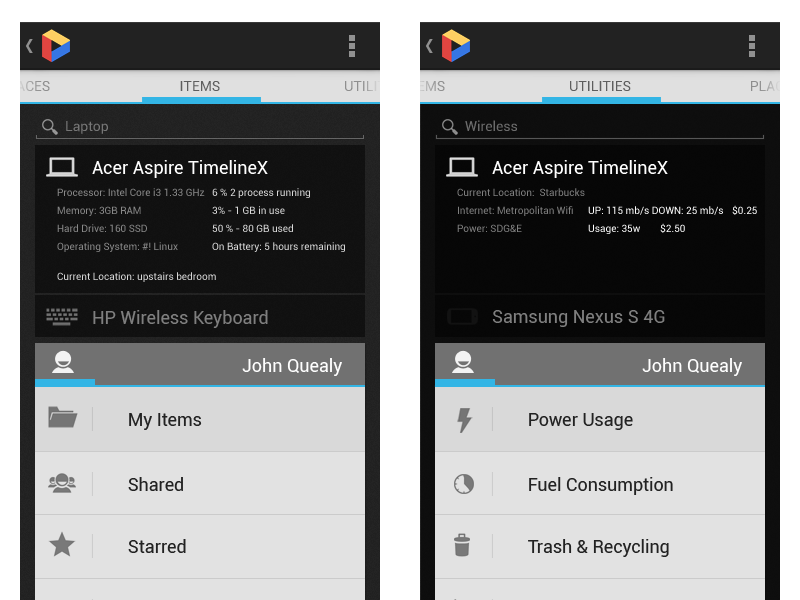 ACES ITEMS UTILI
Laptop
Acer Aspire TimelineX
Processor: Intel Core i3 1.33 GHz 6 % 2 process running
Memory: 3GB RAM 3% - 1 GB in use
Hard Drive: 160 SSD 50 % - 80 GB used
Operating System: #! Linux On Battery: 5 hours remaining
Current Location: upstairs bedroom
HP Wireless Keyboard
John Quealy
My Items
Shared
Starred
EMS UTILITIES PLA
Wireless
Acer Aspire TimelineX
Current Location: Starbucks
Internet: Metropolitan Wifi UP: 115 mb/s DOWN: 25 mb/s $0.25
Power: SDG&E Usage: 35w $2.50
Samsung Nexus S 4G
John Quealy
Power Usage
Fuel Consumption
Trash & Recycling